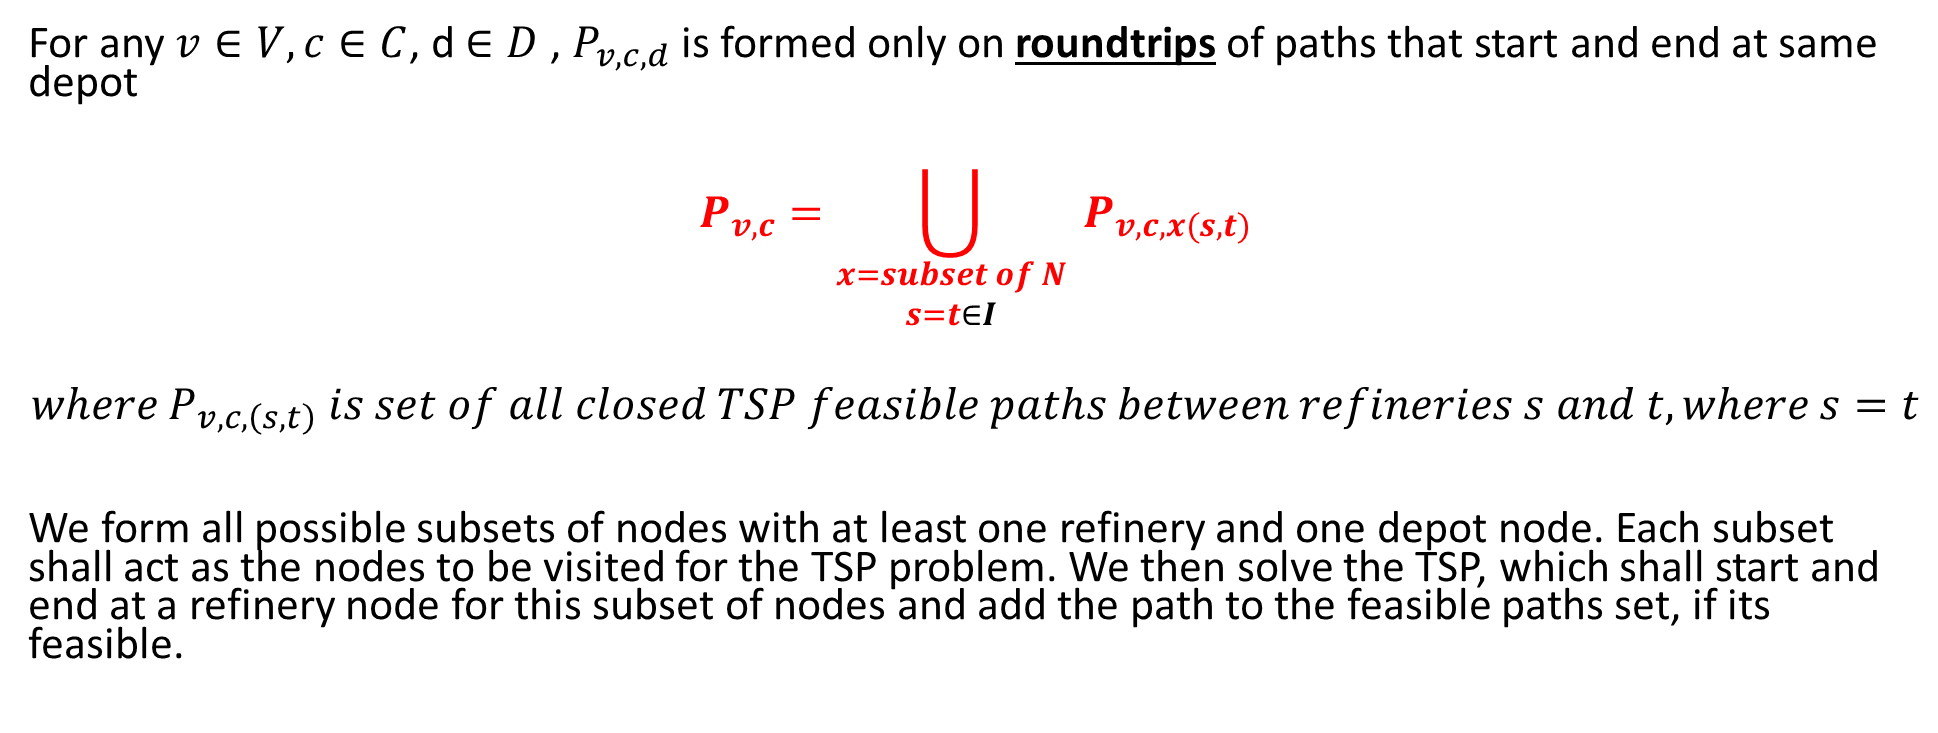 For any 𝑣 ∈ 𝑉, 𝑐 ∈ 𝐶, d ∈ 𝐷 , 𝑃𝑣,𝑐,𝑑 is formed only on roundtrips of paths that start and end at same
depot
𝑷𝒗,𝒄 = ⋃ 𝑷𝒗,𝒄,𝒙(𝒔,𝒕)
𝒙=𝒔𝒖𝒃𝒔𝒆𝒕 𝒐𝒇 𝑵
𝒔=𝒕∈𝑰
𝑤ℎ𝑒𝑟𝑒 𝑃𝑣,𝑐,(𝑠,𝑡) 𝑖𝑠 𝑠𝑒𝑡 𝑜𝑓 𝑎𝑙𝑙 𝑐𝑙𝑜𝑠𝑒𝑑 𝑇𝑆𝑃 𝑓𝑒𝑎𝑠𝑖𝑏𝑙𝑒 𝑝𝑎𝑡ℎ𝑠 𝑏𝑒𝑡𝑤𝑒𝑒𝑛 𝑟𝑒𝑓𝑖𝑛𝑒𝑟𝑖𝑒𝑠 𝑠 𝑎𝑛𝑑 𝑡, 𝑤ℎ𝑒𝑟𝑒 𝑠 = 𝑡
We form all possible subsets of nodes with at least one refinery and one depot node. Each subset
shall act as the nodes to be visited for the TSP problem. We then solve the TSP, which shall start and
end at a refinery node for this subset of nodes and add the path to the feasible paths set, if its
feasible.